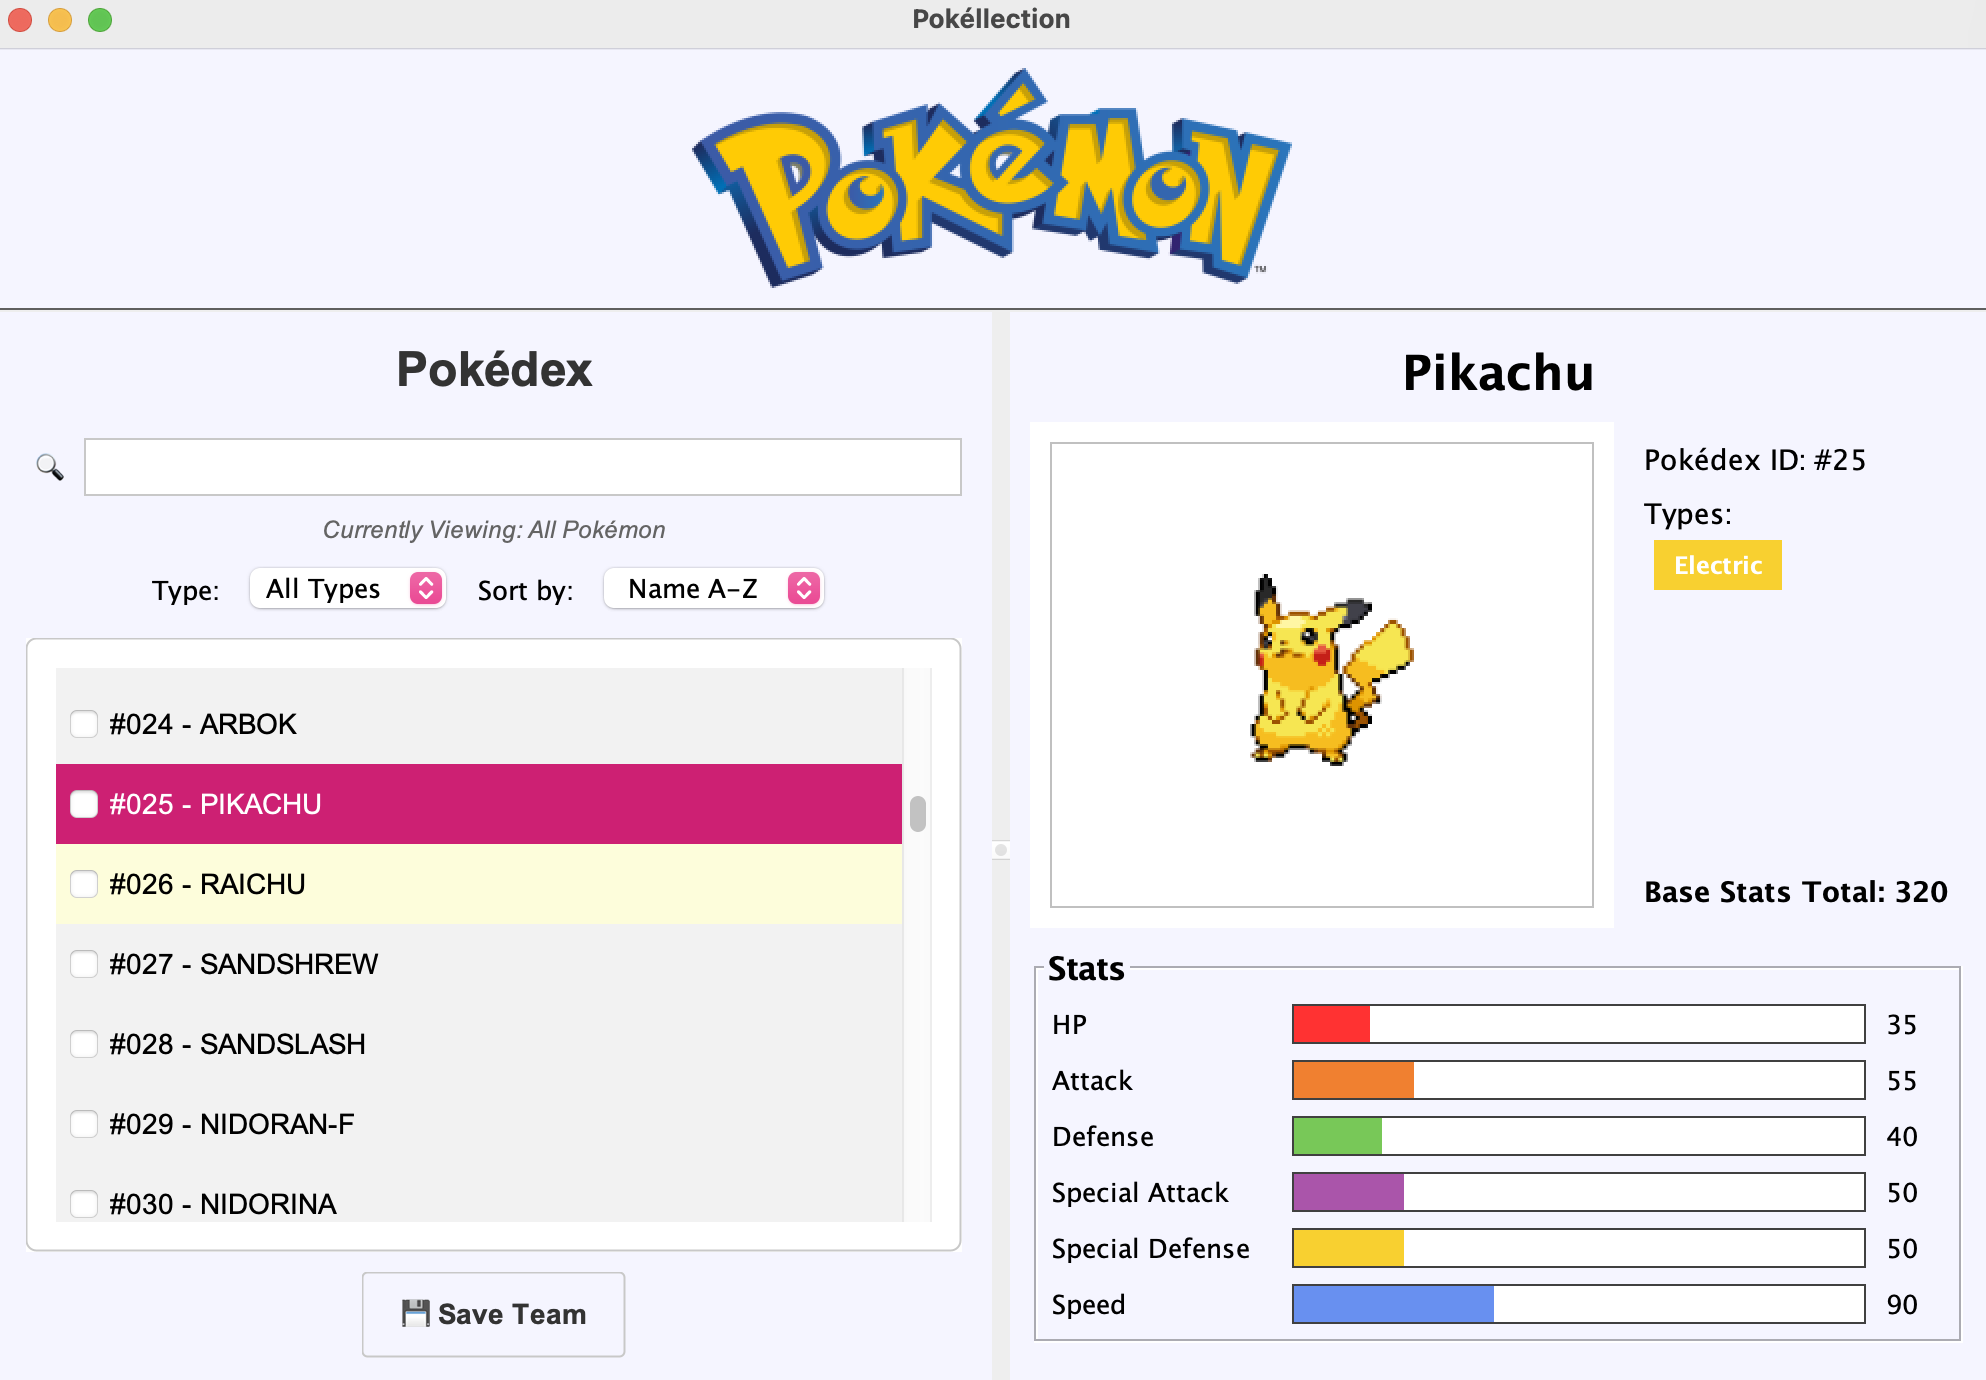 Pokéllection
POKéMON
™
Pokédex
Currently Viewing: All Pokémon
Type: All Types Sort by: Name A-Z
#024 - ARBOK
#025 - PIKACHU
#026 - RAICHU
#027 - SANDSHREW
#028 - SANDSLASH
#029 - NIDORAN-F
#030 - NIDORINA
Save Team
Pikachu
Pokédex ID: #25
Types:
Electric
Base Stats Total: 320
Stats
HP 35
Attack 55
Defense 40
Special Attack 50
Special Defense 50
Speed 90